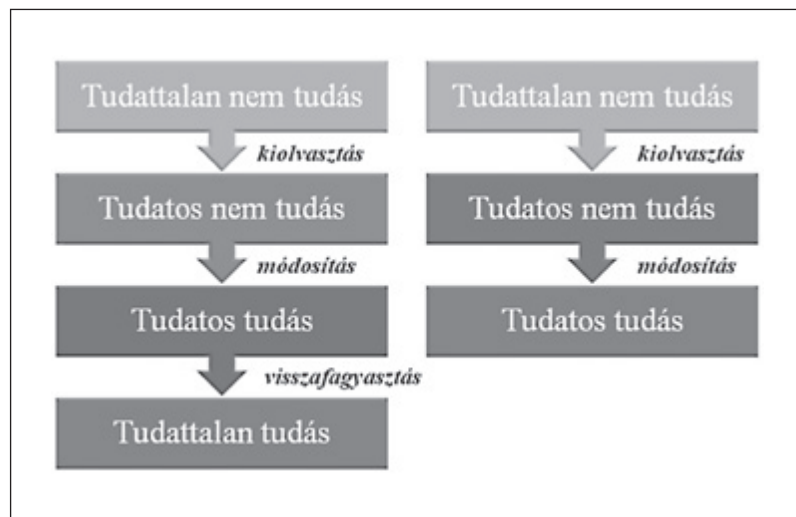 Tudattalan nem tudás
kiolvasztás
Tudatos nem tudás
módosítás
Tudatos tudás
visszafagyasztás
Tudattalan tudás
Tudattalan nem tudás
kiolvasztás
Tudatos nem tudás
módosítás
Tudatos tudás